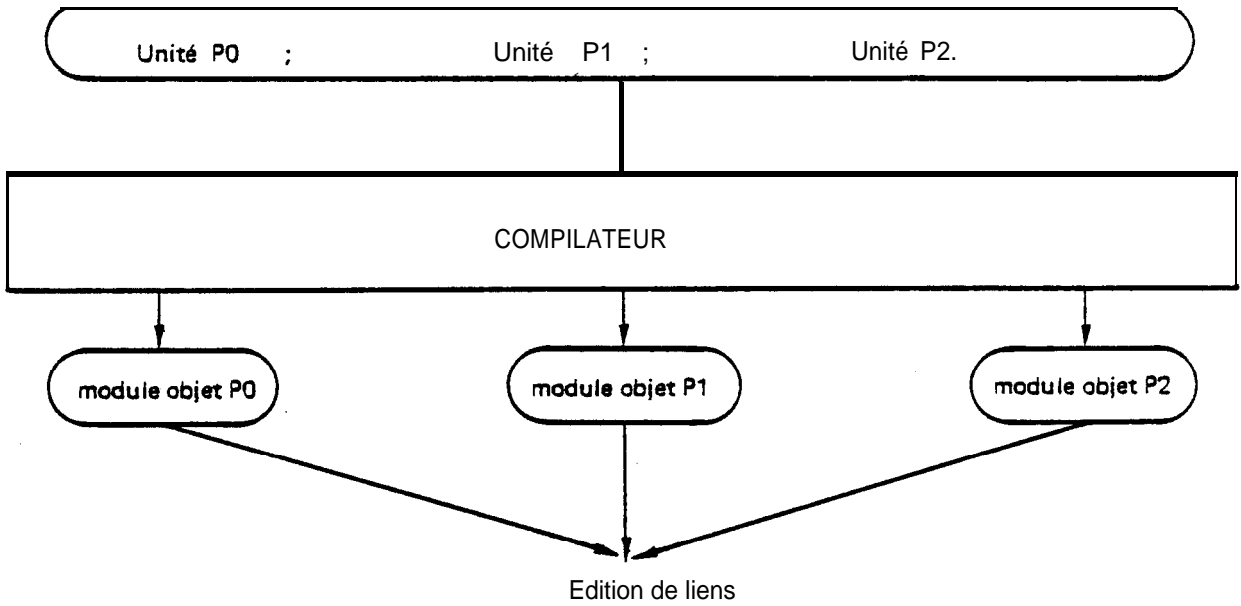 Unité P0 ; Unité P1 ; Unité P2.
COMPILATEUR
module objet P0 module objet P1 module objet P2
Edition de liens